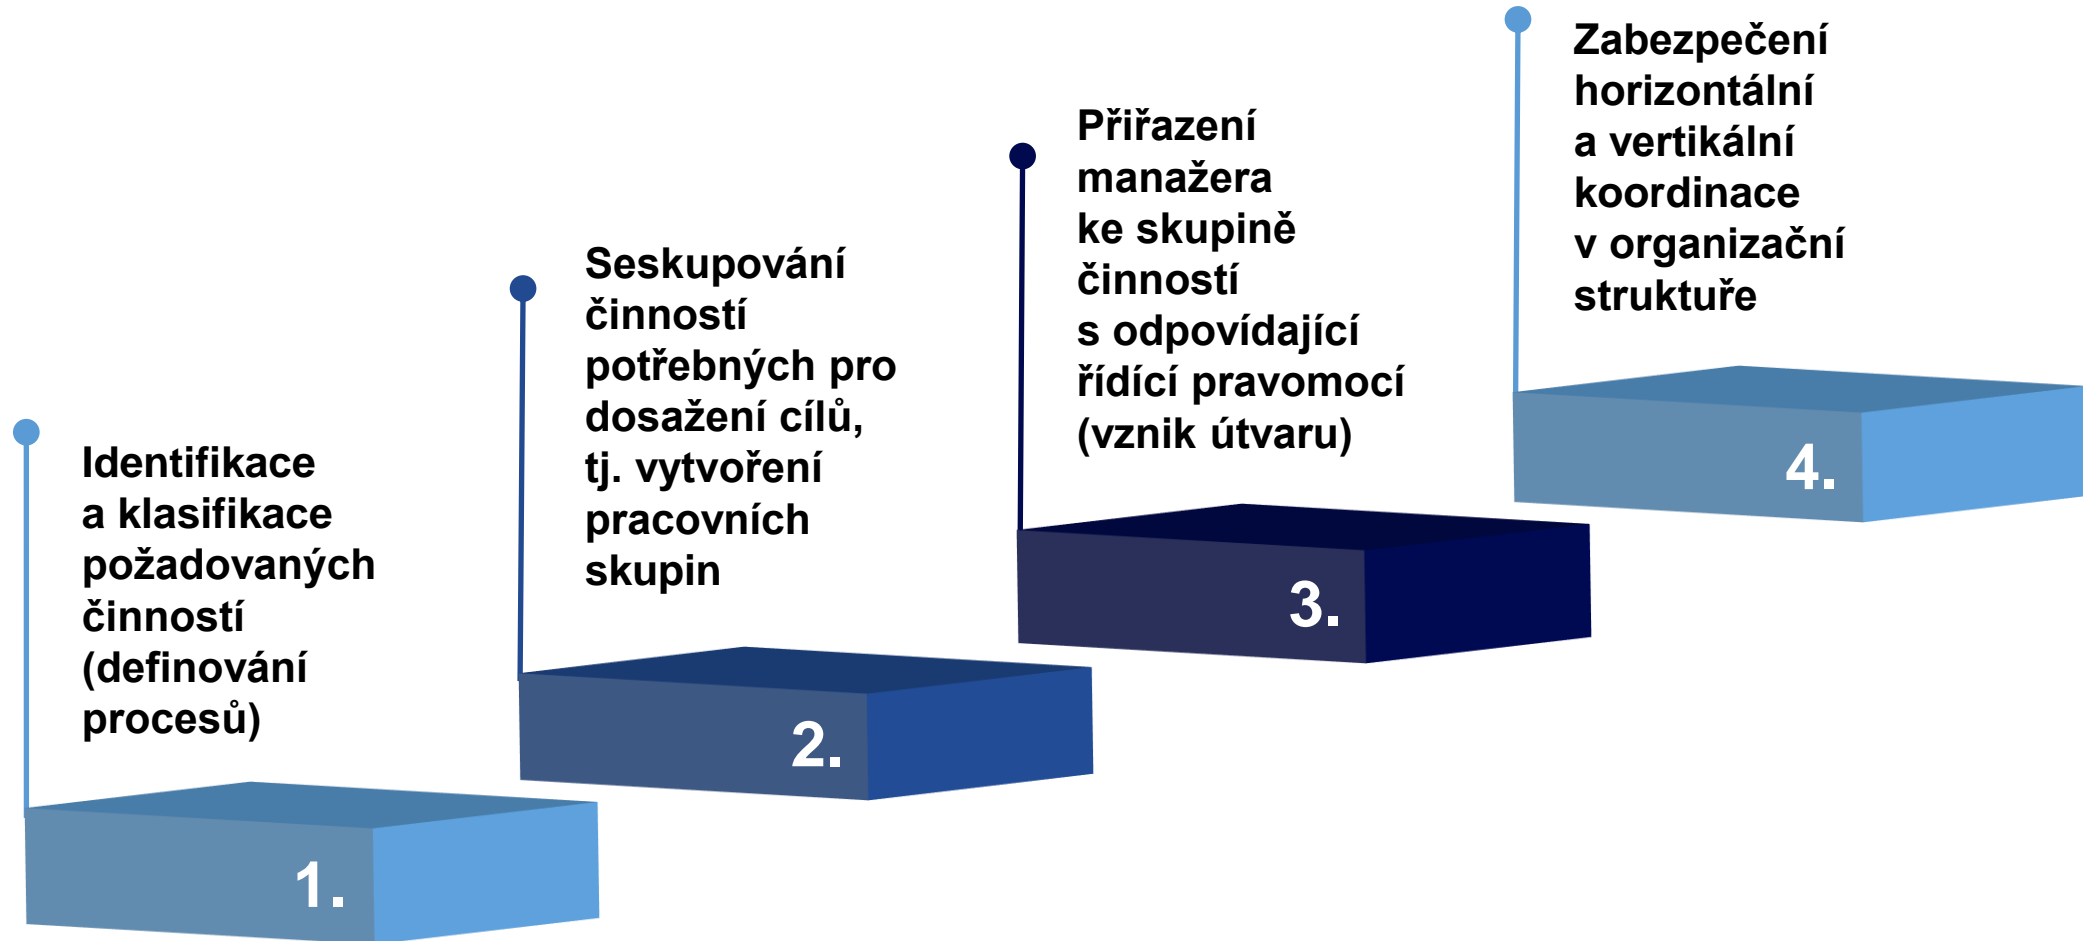 Identifikace
a klasifikace
požadovaných
činností
(definování
procesů)
1.
Seskupování
činností
potřebných pro
dosažení cílů,
tj. vytvoření
pracovních
skupin
2.
Přiřazení
manažera
ke skupině
činností
s odpovídající
řídící pravomocí
(vznik útvaru)
3.
Zabezpečení
horizontální
a vertikální
koordinace
v organizační
struktuře
4.